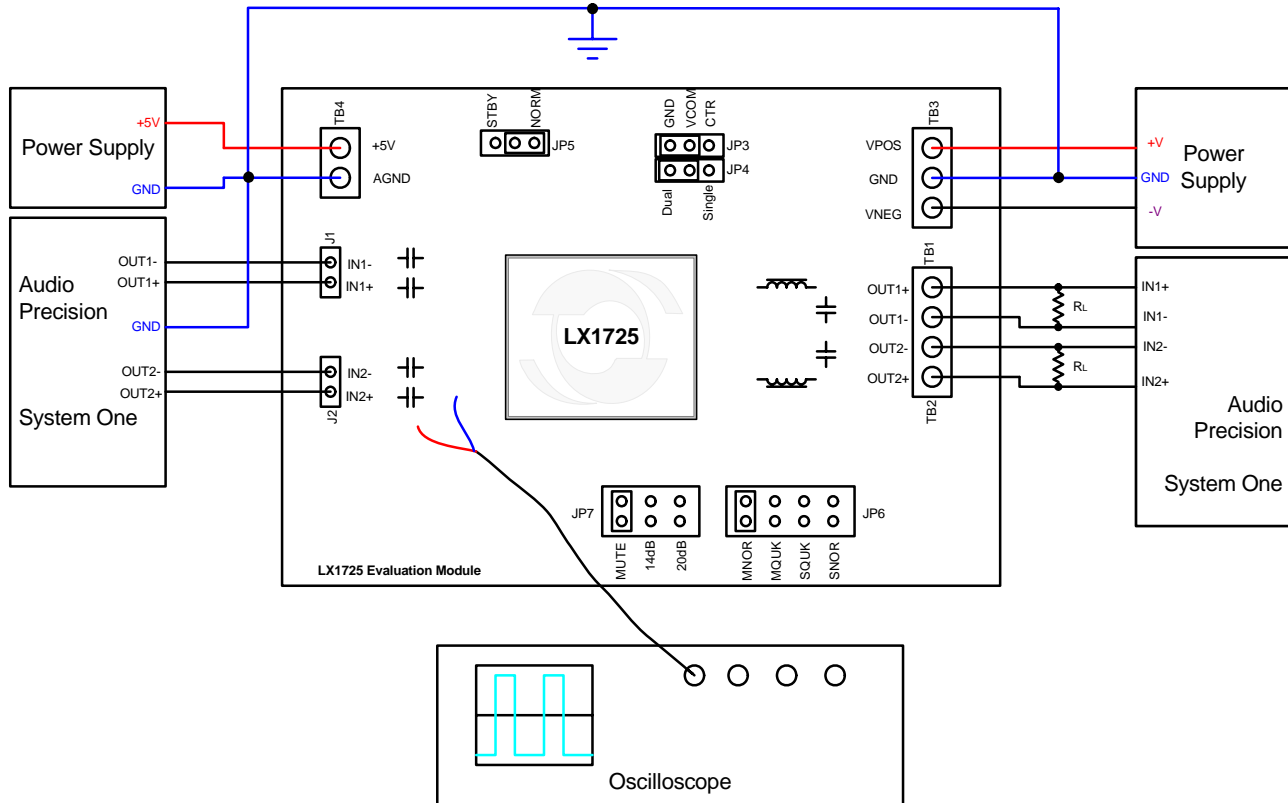 Power Supply
+5V
GND
TB4
+5V
AGND
STBY
NORM
JP5
GND
VCOM
CTR
JP3
JP4
Dual
Single
TB3
VPOS
GND
VNEG
+V
GND
-V
Power
Supply
Audio
Precision
System One
OUT1-
OUT1+
GND
OUT2-
OUT2+
J1
IN1-
IN1+
IN2-
IN2+
J2
LX1725
TB1
OUT1+
OUT1-
OUT2-
OUT2+
TB2
RL
RL
IN1+
IN1-
IN2-
IN2+
Audio
Precision
System One
JP7
MUTE
14dB
20dB
JP6
MNOR
MQUK
SQUK
SNOR
LX1725 Evaluation Module
Oscilloscope